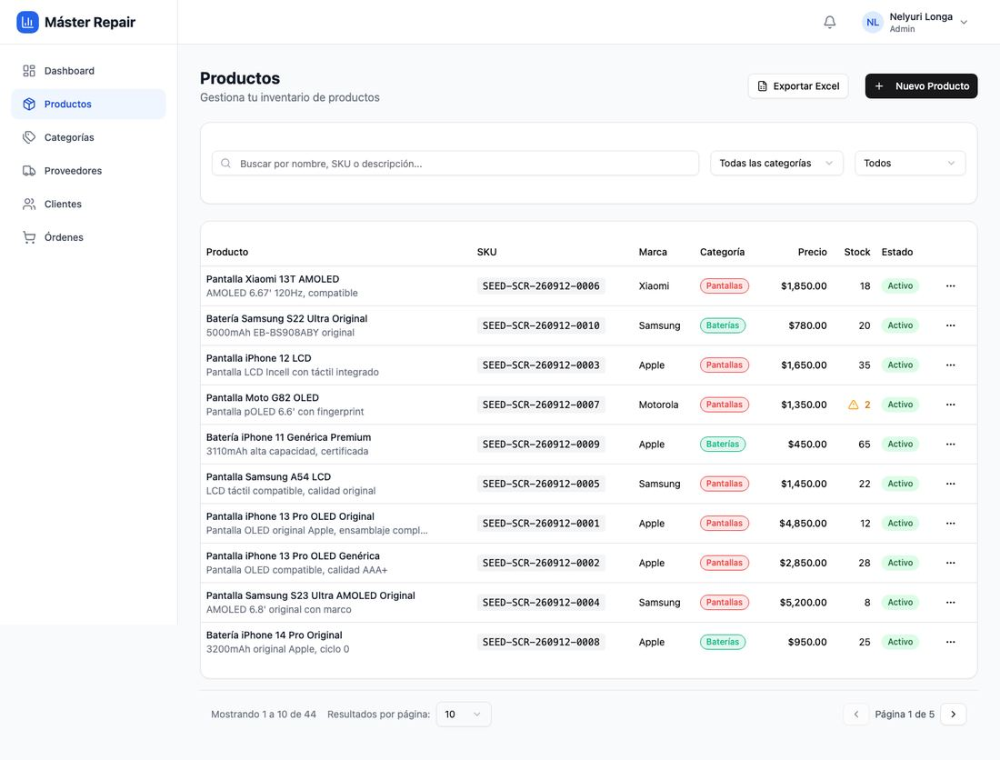 Máster Repair
NL
Nelyuri Longa
Admin
Dashboard
Productos
Categorías
Proveedores
Clientes
Órdenes
Productos
Gestiona tu inventario de productos
Exportar Excel
Nuevo Producto
Buscar por nombre, SKU o descripción...
Todas las categorías
Todos
Producto SKU Marca Categoría Precio Stock Estado
Pantalla Xiaomi 13T AMOLED
AMOLED 6.67' 120Hz, compatible
SEED-SCR-260912-0006 Xiaomi Pantallas $1,850.00 18 Activo
Batería Samsung S22 Ultra Original
5000mAh EB-BS908ABY original
SEED-SCR-260912-0010 Samsung Baterías $780.00 20 Activo
Pantalla iPhone 12 LCD
Pantalla LCD Incell con táctil integrado
SEED-SCR-260912-0003 Apple Pantallas $1,650.00 35 Activo
Pantalla Moto G82 OLED
Pantalla pOLED 6.6' con fingerprint
SEED-SCR-260912-0007 Motorola Pantallas $1,350.00 2 Activo
Batería iPhone 11 Genérica Premium
3110mAh alta capacidad, certificada
SEED-SCR-260912-0009 Apple Baterías $450.00 65 Activo
Pantalla Samsung A54 LCD
LCD táctil compatible, calidad original
SEED-SCR-260912-0005 Samsung Pantallas $1,450.00 22 Activo
Pantalla iPhone 13 Pro OLED Original
Pantalla OLED original Apple, ensamblaje compl...
SEED-SCR-260912-0001 Apple Pantallas $4,850.00 12 Activo
Pantalla iPhone 13 Pro OLED Genérica
Pantalla OLED compatible, calidad AAA+
SEED-SCR-260912-0002 Apple Pantallas $2,850.00 28 Activo
Pantalla Samsung S23 Ultra AMOLED Original
AMOLED 6.8' original con marco
SEED-SCR-260912-0004 Samsung Pantallas $5,200.00 8 Activo
Batería iPhone 14 Pro Original
3200mAh original Apple, ciclo 0
SEED-SCR-260912-0008 Apple Baterías $950.00 25 Activo
Mostrando 1 a 10 de 44 Resultados por página: 10
Página 1 de 5